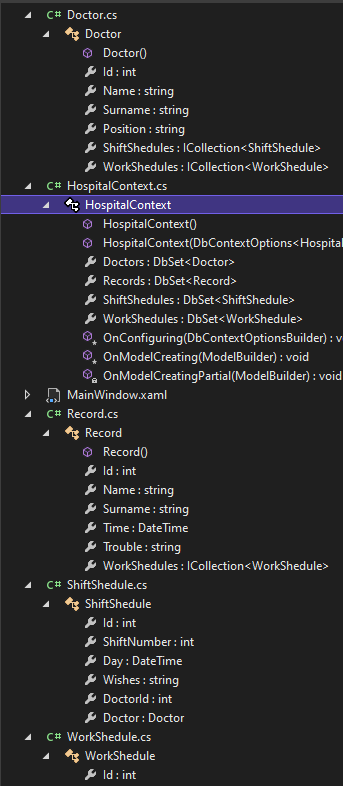 C# Doctor.cs
Doctor
Doctor()
Id : int
Name : string
Surname : string
Position : string
ShiftShedules : ICollection<ShiftShedule>
WorkShedules : ICollection<WorkShedule>
C# HospitalContext.cs
HospitalContext
HospitalContext()
HospitalContext(DbContextOptions<Hospital
Doctors : DbSet<Doctor>
Records : DbSet<Record>
ShiftShedules : DbSet<ShiftShedule>
WorkShedules : DbSet<WorkShedule>
OnConfiguring(DbContextOptionsBuilder) : v
OnModelCreating(ModelBuilder) : void
OnModelCreatingPartial(ModelBuilder) : void
MainWindow.xaml
C# Record.cs
Record
Record()
Id : int
Name : string
Surname : string
Time : DateTime
Trouble : string
WorkShedules : ICollection<WorkShedule>
C# ShiftShedule.cs
ShiftShedule
Id : int
ShiftNumber : int
Day : DateTime
Wishes : string
DoctorId : int
Doctor : Doctor
C# WorkShedule.cs
WorkShedule
Id : int